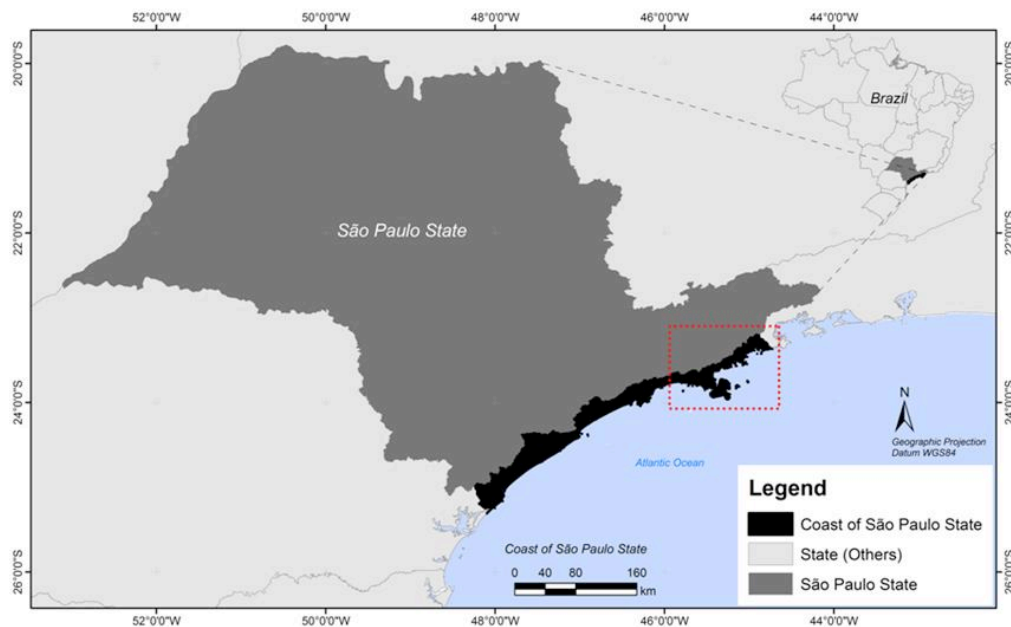 52°0'0"W 50°0'0"W 48°0'0"W 46°0'0"W 44°0'0"W
20°0'0"S
20°0'0"S
Brazil
São Paulo State
22°0'0"S
22°0'0"S
24°0'0"S
24°0'0"S
N
Geographic Projection
Datum WGS84
Atlantic Ocean
Legend
Coast of São Paulo State
State (Others)
São Paulo State
Coast of São Paulo State
0 40 80 160
km
26°0'0"S
26°0'0"S
52°0'0"W 50°0'0"W 48°0'0"W 46°0'0"W 44°0'0"W